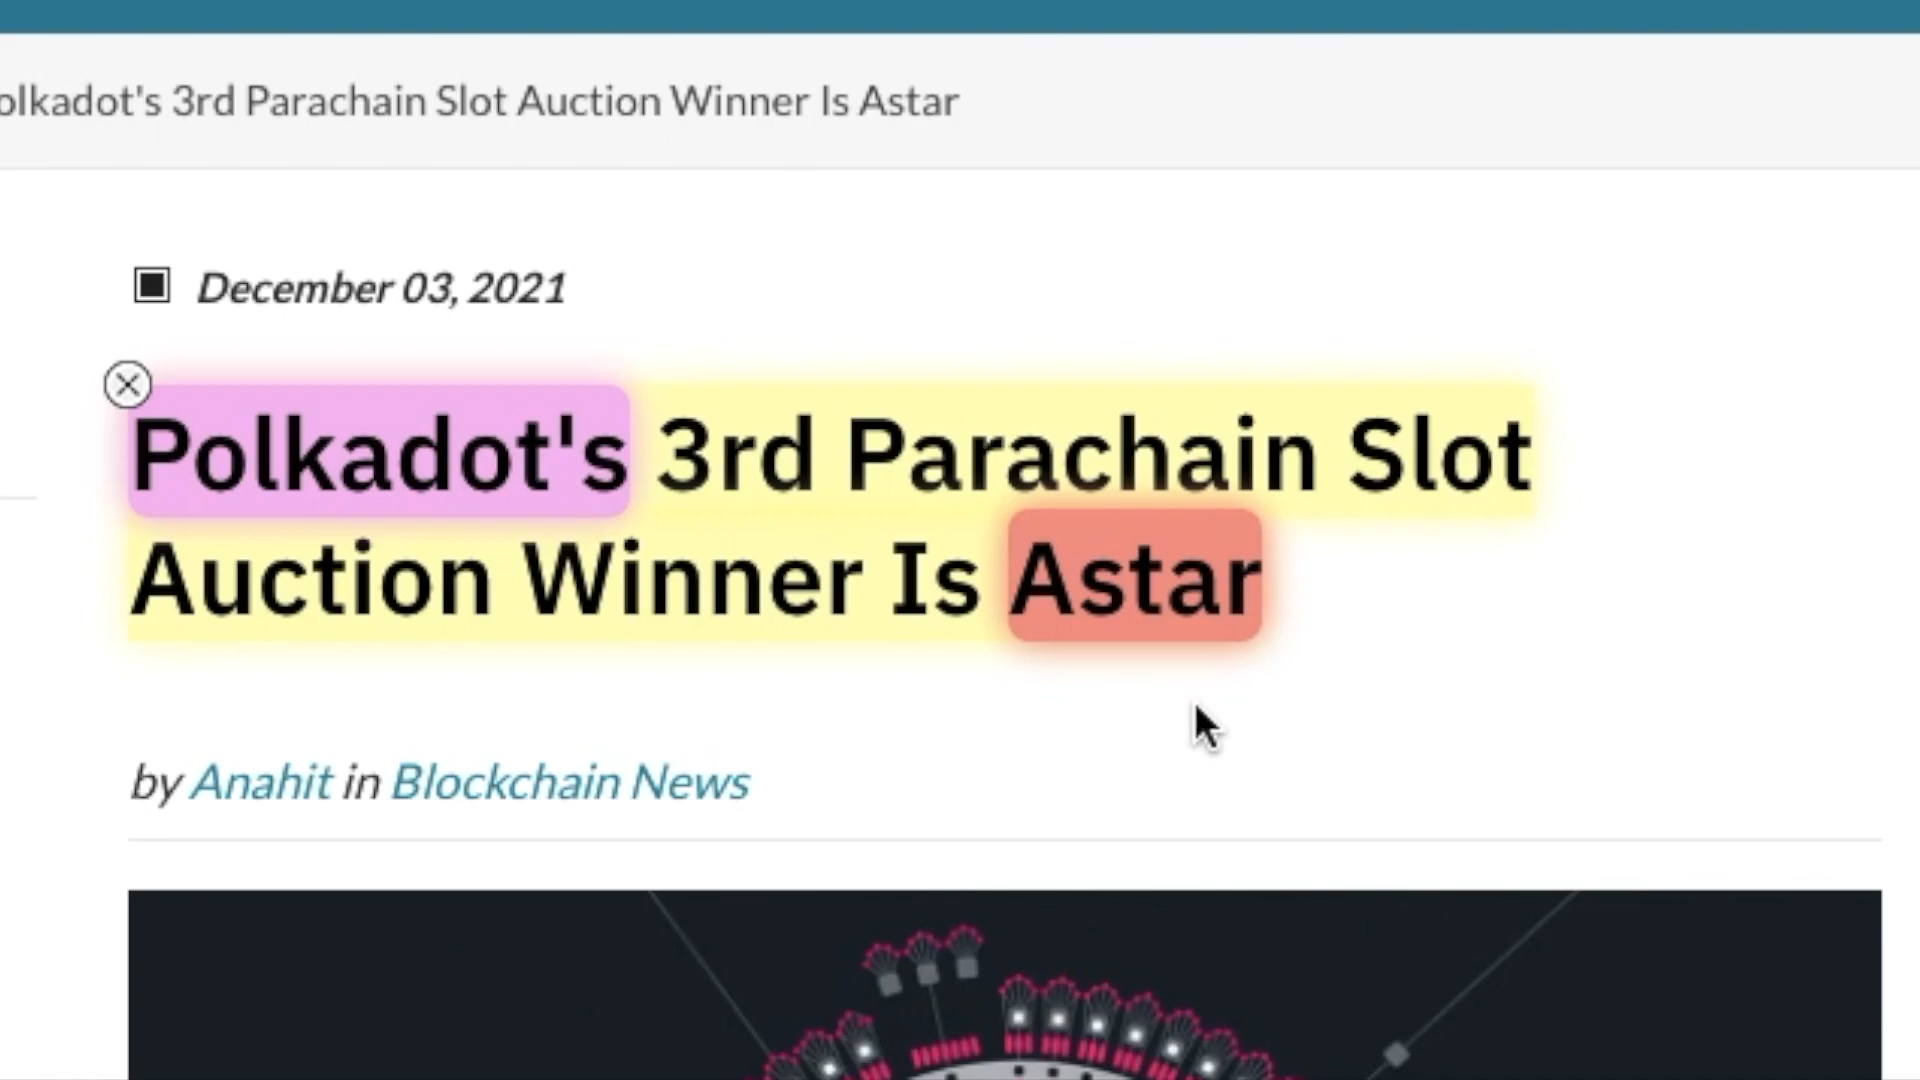 olkadot's 3rd Parachain Slot Auction Winner Is Astar
December 03, 2021
Polkadot's 3rd Parachain Slot
Auction Winner Is Astar
by Anahit in Blockchain News